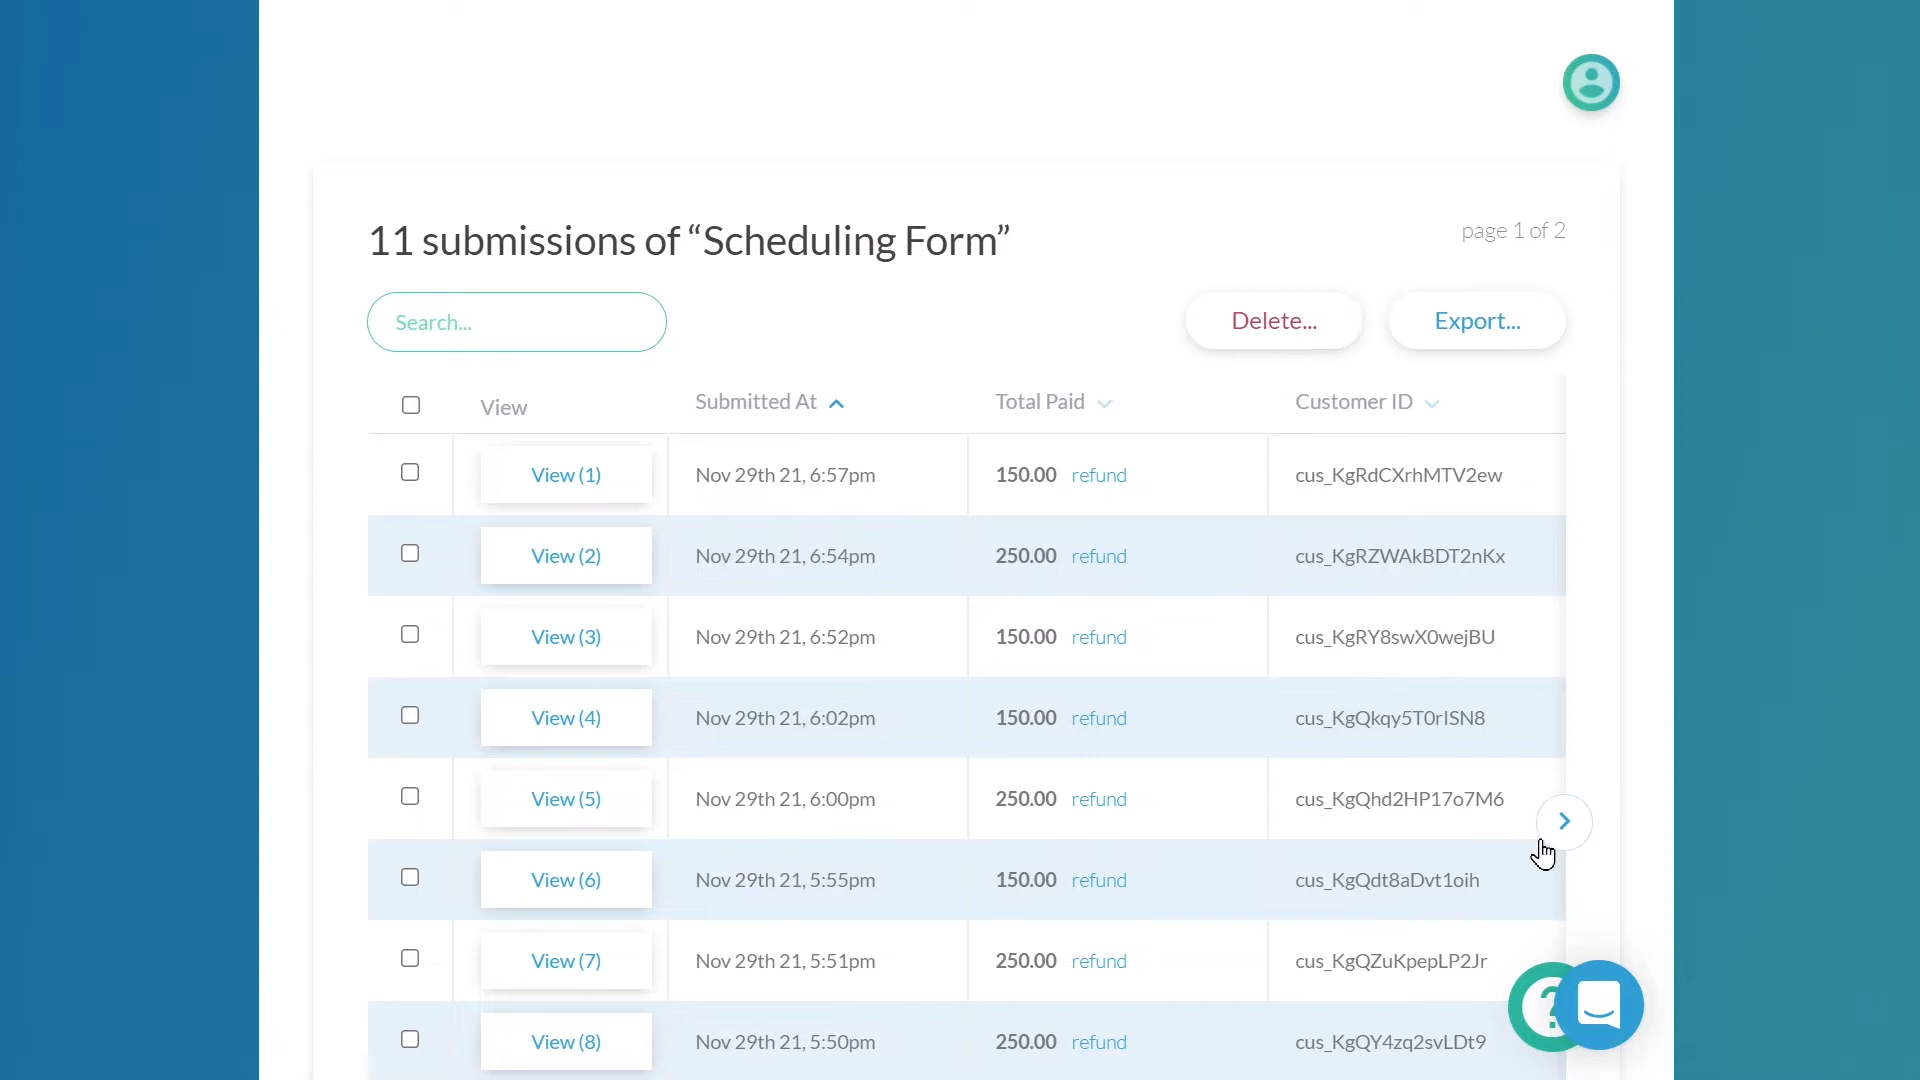 11 submissions of “Scheduling Form”
page 1 of 2
Search...
Delete...
Export...
View
Submitted At
Total Paid
Customer ID
View (1) Nov 29th 21, 6:57pm 150.00 refund cus_KgRdCXrhMTV2ew
View (2) Nov 29th 21, 6:54pm 250.00 refund cus_KgRZWAkBDT2nKx
View (3) Nov 29th 21, 6:52pm 150.00 refund cus_KgRY8swX0wejBU
View (4) Nov 29th 21, 6:02pm 150.00 refund cus_KgQkqy5T0rISN8
View (5) Nov 29th 21, 6:00pm 250.00 refund cus_KgQhd2HP17o7M6
View (6) Nov 29th 21, 5:55pm 150.00 refund cus_KgQdt8aDvt1oih
View (7) Nov 29th 21, 5:51pm 250.00 refund cus_KgQZuKpepLP2Jr
View (8) Nov 29th 21, 5:50pm 250.00 refund cus_KgQY4zq2svLDt9
?